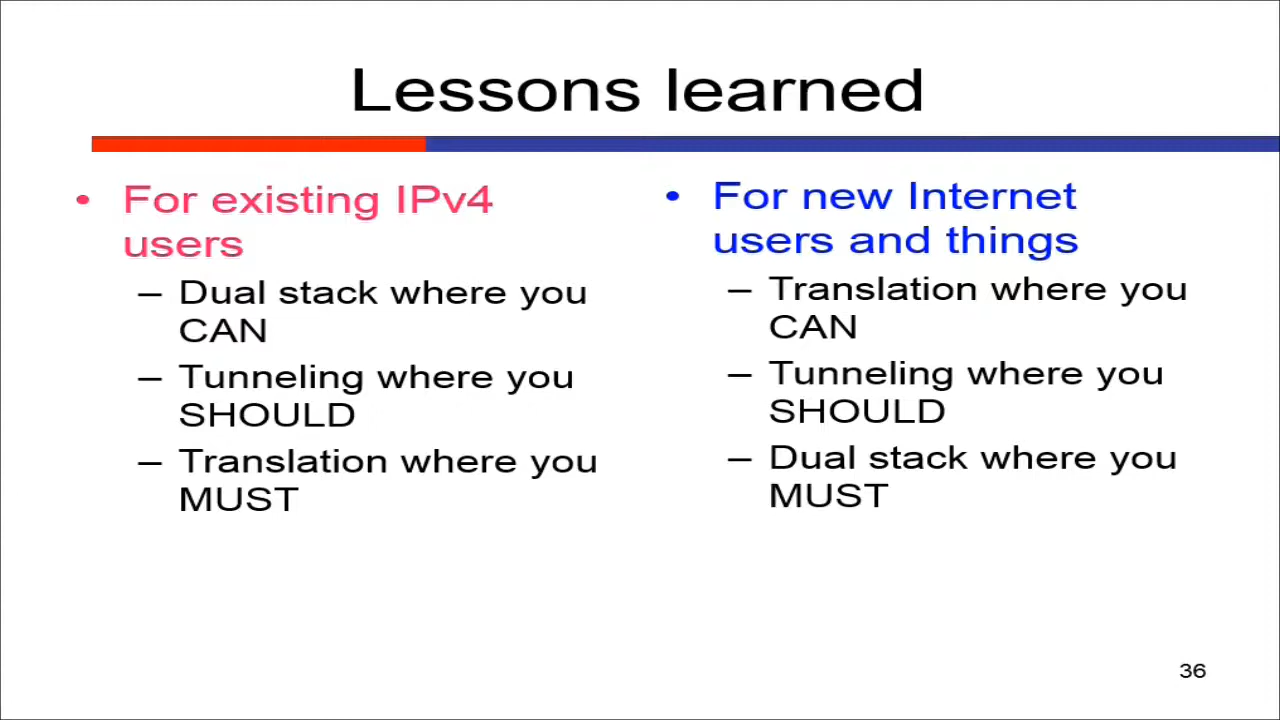 Lessons learned
• For existing IPv4
users
– Dual stack where you
CAN
– Tunneling where you
SHOULD
– Translation where you
MUST
• For new Internet
users and things
– Translation where you
CAN
– Tunneling where you
SHOULD
– Dual stack where you
MUST
36